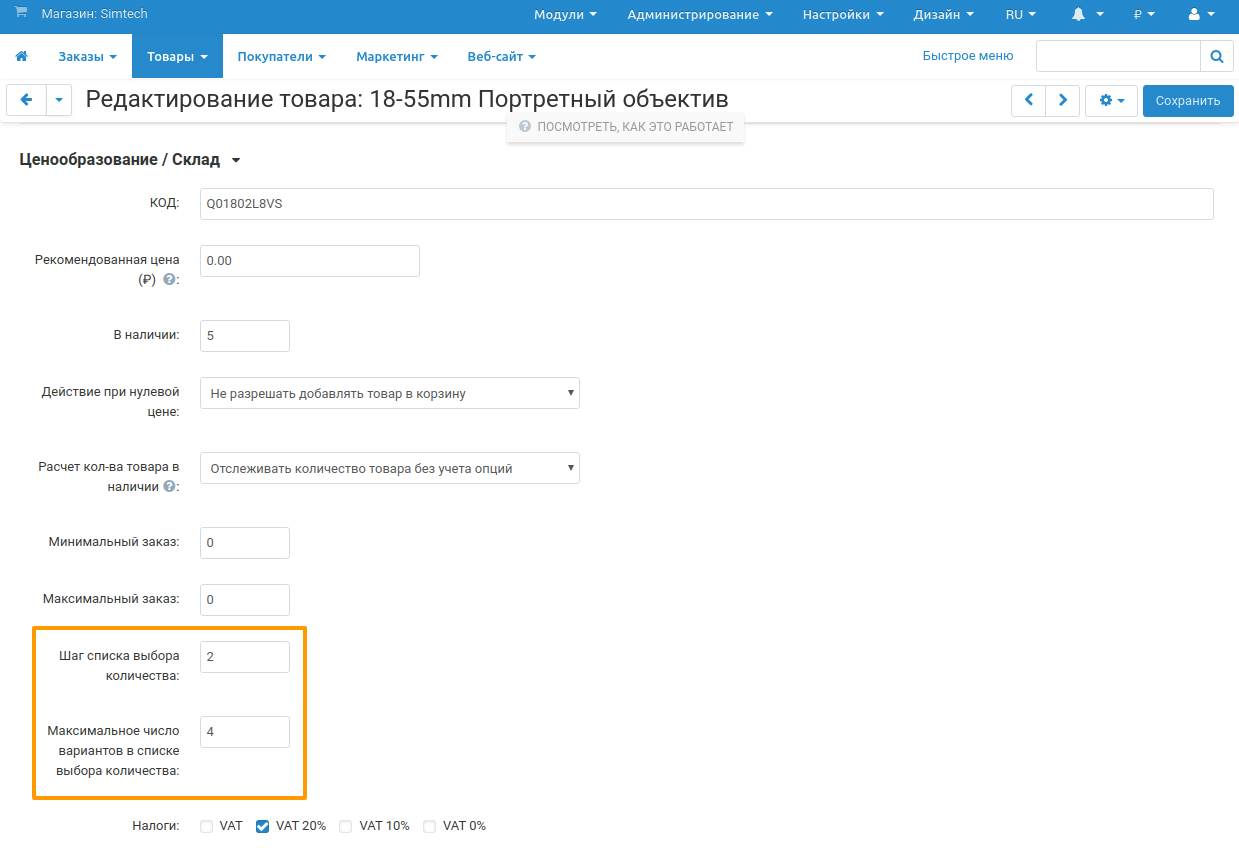 Магазин: Simtech
Модули Администрирование Настройки Дизайн RU ₽
Заказы Товары Покупатели Маркетинг Веб-сайт Быстрое меню
Редактирование товара: 18-55mm Портретный объектив
Сохранить
? ПОСМОТРЕТЬ, КАК ЭТО РАБОТАЕТ
Ценообразование / Склад
КОД: Q01802L8VS
Рекомендованная цена
(₽) ?: 0.00
В наличии: 5
Действие при нулевой
цене: Не разрешать добавлять товар в корзину
Расчет кол-ва товара в
наличии ?: Отслеживать количество товара без учета опций
Минимальный заказ: 0
Максимальный заказ: 0
Шаг списка выбора
количества: 2
Максимальное число
вариантов в списке
выбора количества: 4
Налоги: VAT VAT 20% VAT 10% VAT 0%